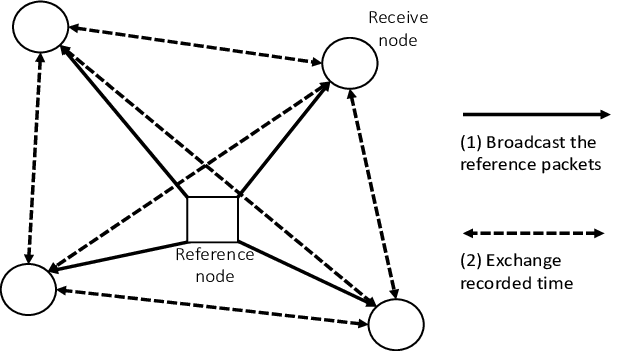 Receive
node
(1) Broadcast the
reference packets
Reference
node
(2) Exchange
recorded time